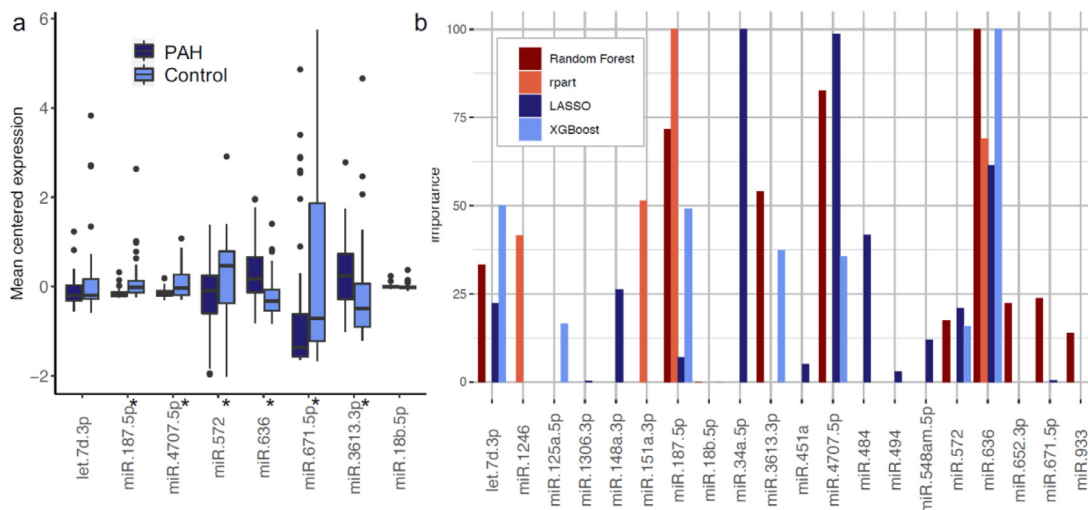 a
6
4
2
0
−2
Mean centered expression
PAH
Control
let.7d.3p
miR.187.5p*
miR.4707.5p*
miR.572 *
miR.636 *
miR.671.5p*
miR.3613.3p*
miR.18b.5p
b
100
75
50
25
0
Importance
Random Forest
rpart
LASSO
XGBoost
let.7d.3p
miR.1246
miR.125a.5p
miR.1306.3p
miR.148a.3p
miR.151a.3p
miR.187.5p
miR.18b.5p
miR.34a.5p
miR.3613.3p
miR.451a
miR.4707.5p
miR.484
miR.494
miR.548am.5p
miR.572
miR.636
miR.652.3p
miR.671.5p
miR.933